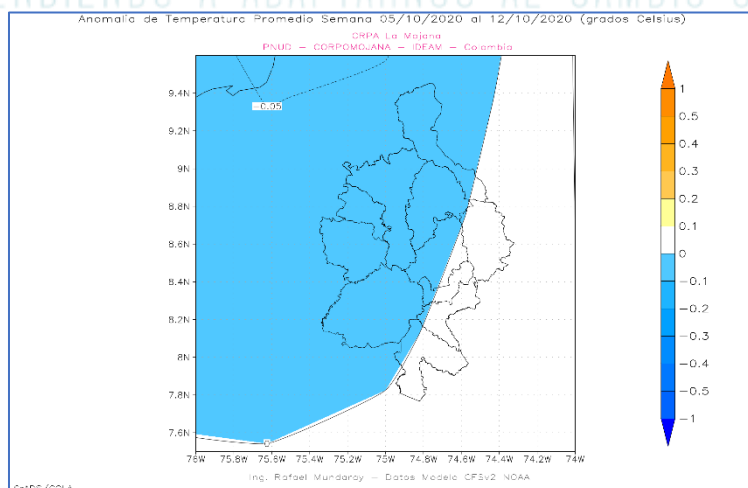 Anomalía de Temperatura Promedio Semana 05/10/2020 al 12/10/2020 (grados Celsius)
ORPA La Mojana
PNUD – CORPOMOJANA – IDEAM – Colombia
9.4N
9.2N
9N
8.8N
8.6N
8.4N
8.2N
8N
7.8N
7.6N
-0.05
0
76W 75.8W 75.6W 75.4W 75.2W 75W 74.8W 74.6W 74.4W 74.2W 74W
1
0.5
0.4
0.3
0.2
0.1
0
-0.1
-0.2
-0.3
-0.4
-0.5
-1
Ing. Rafael Mundaray – Datos Modelo CFSv2 NOAA